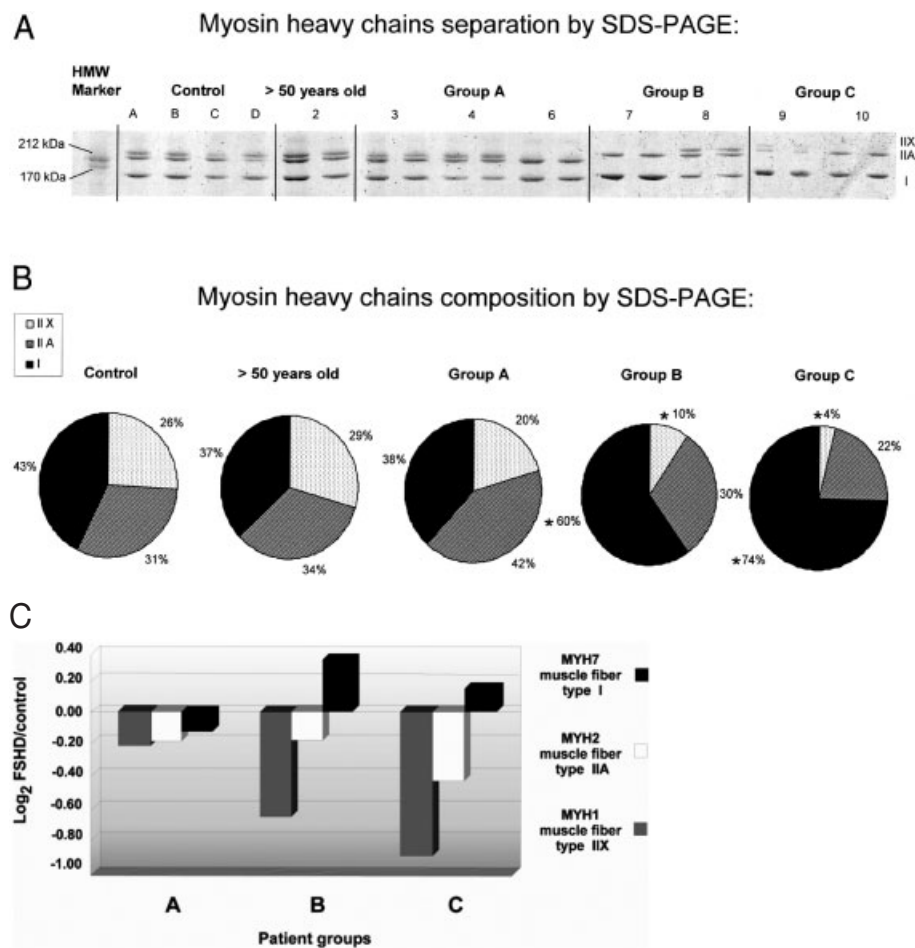 A
Myosin heavy chains separation by SDS-PAGE:
HMW
Marker
Control
> 50 years old
Group A
Group B
Group C
A B C D 2 3 4 6 7 8 9 10
212 kDa
170 kDa
IIX
IIA
I
B
Myosin heavy chains composition by SDS-PAGE:
II X
II A
I
Control
> 50 years old
Group A
Group B
Group C
26%
43%
31%
29%
37%
34%
20%
38%
42%
*10%
*60%
30%
*4%
22%
*74%
C
Log2 FSHD/control
0.40
0.20
0.00
-0.20
-0.40
-0.60
-0.80
-1.00
A B C
Patient groups
MYH7
muscle fiber
type I
MYH2
muscle fiber
type IIA
MYH1
muscle fiber
type IIX